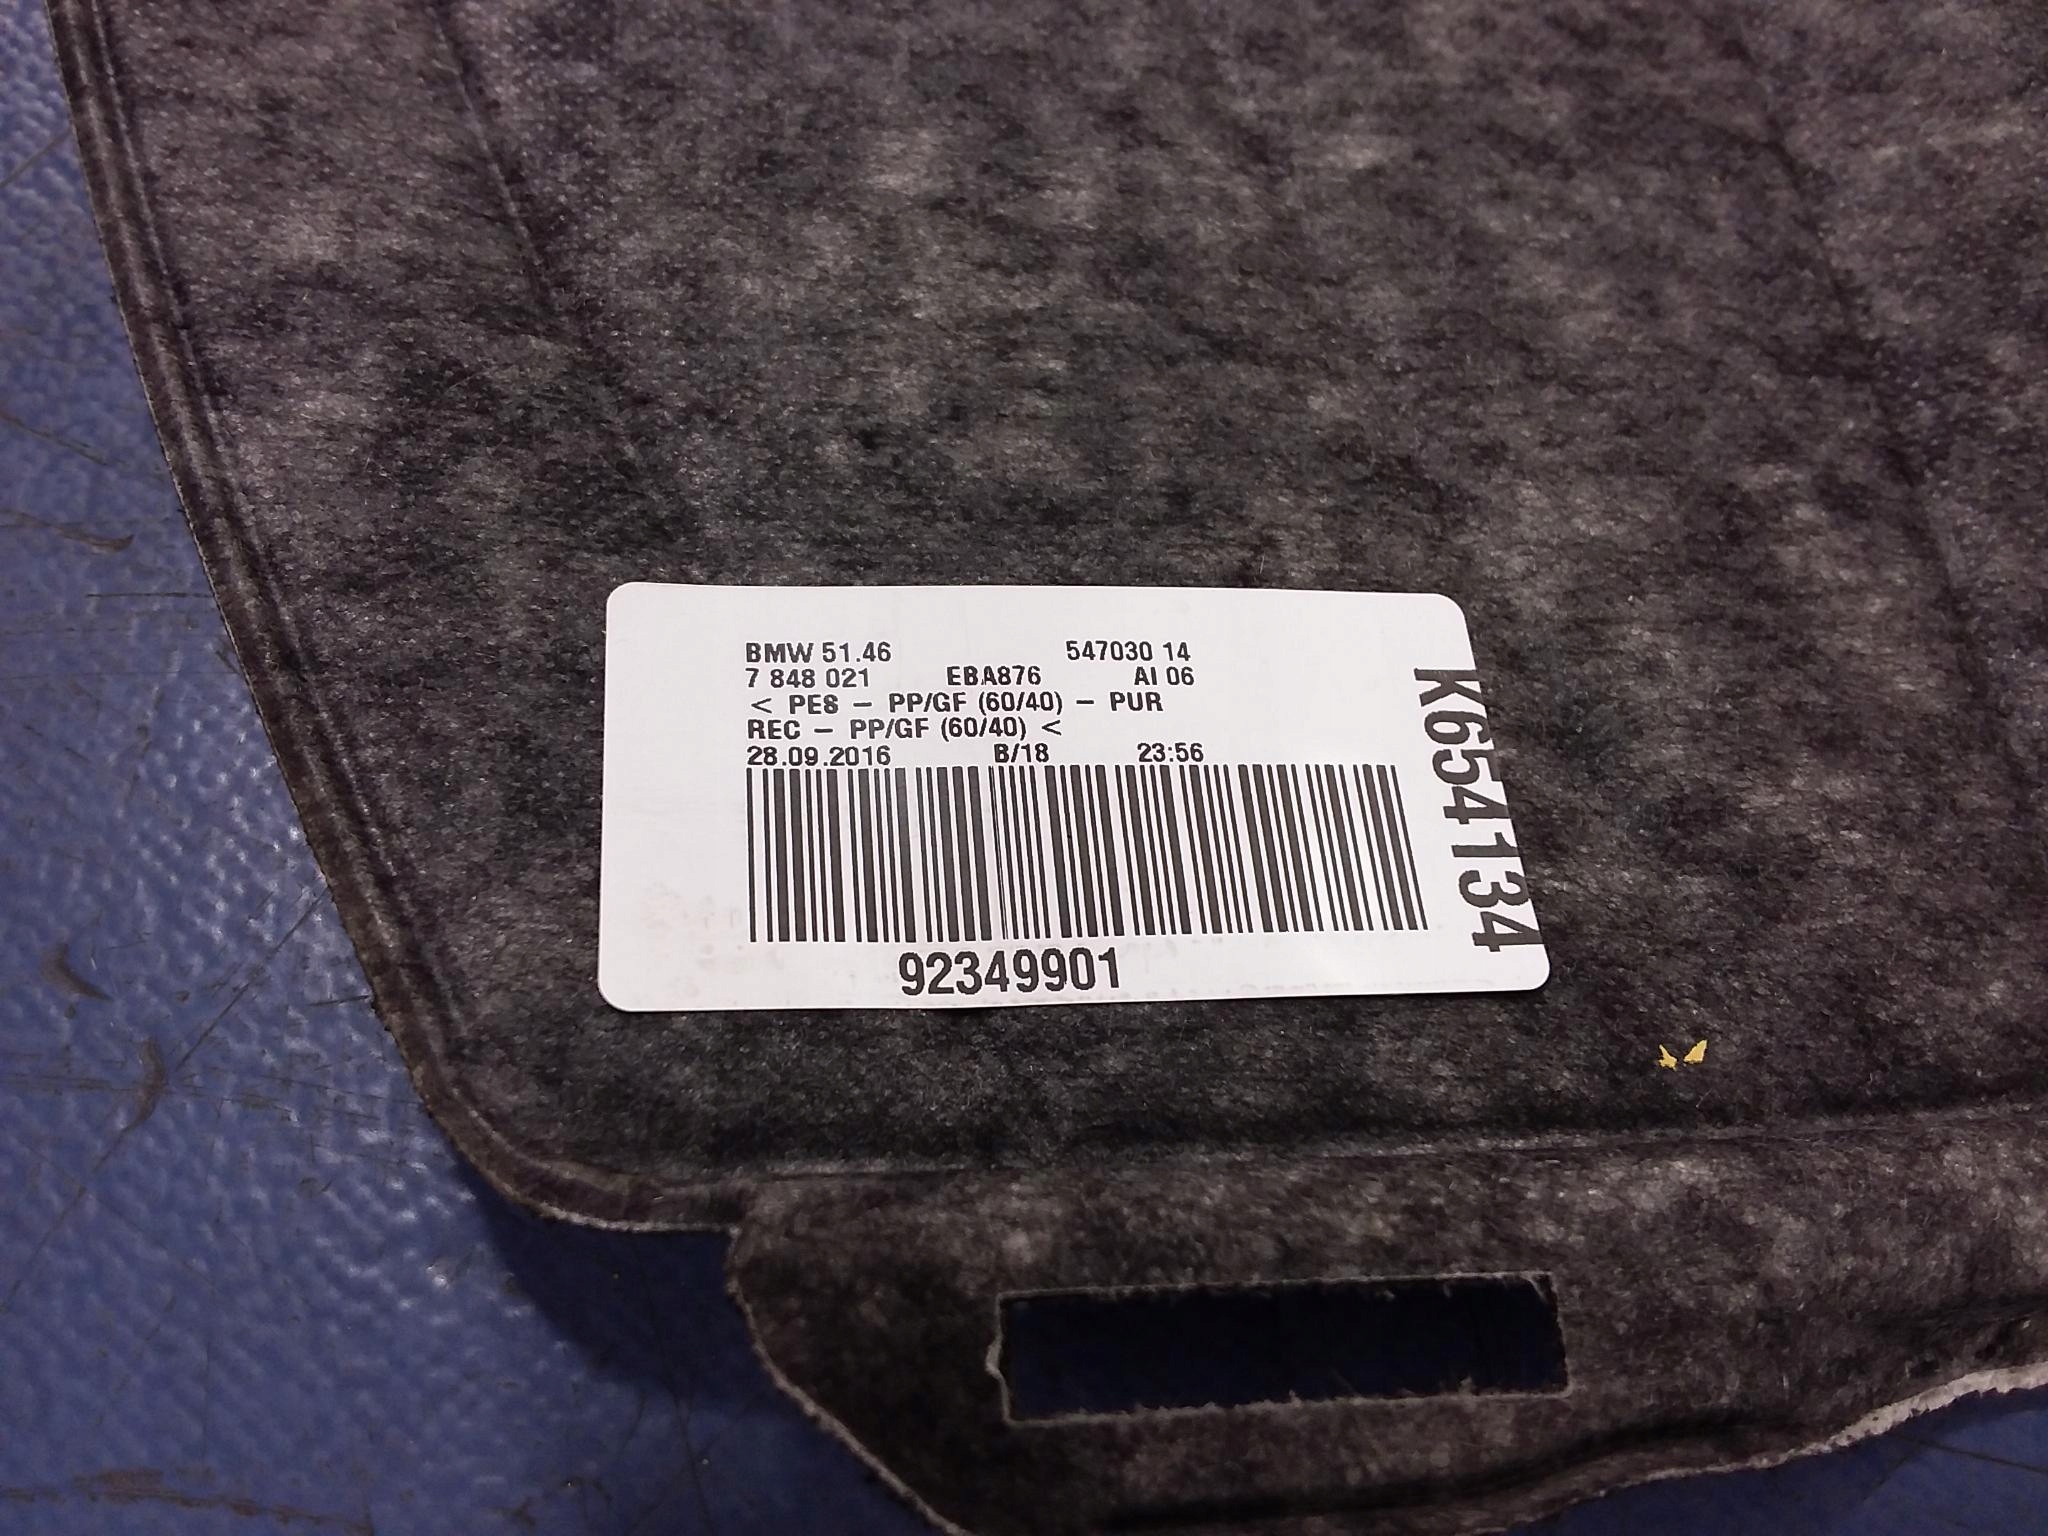 BMW 51.46 547030 14
7 848 021 EBA876 AI 06
< PES - PP/GF (60/40) - PUR
REC - PP/GF (60/40) <
28.09.2016 B/18 23:56
92349901
K654134